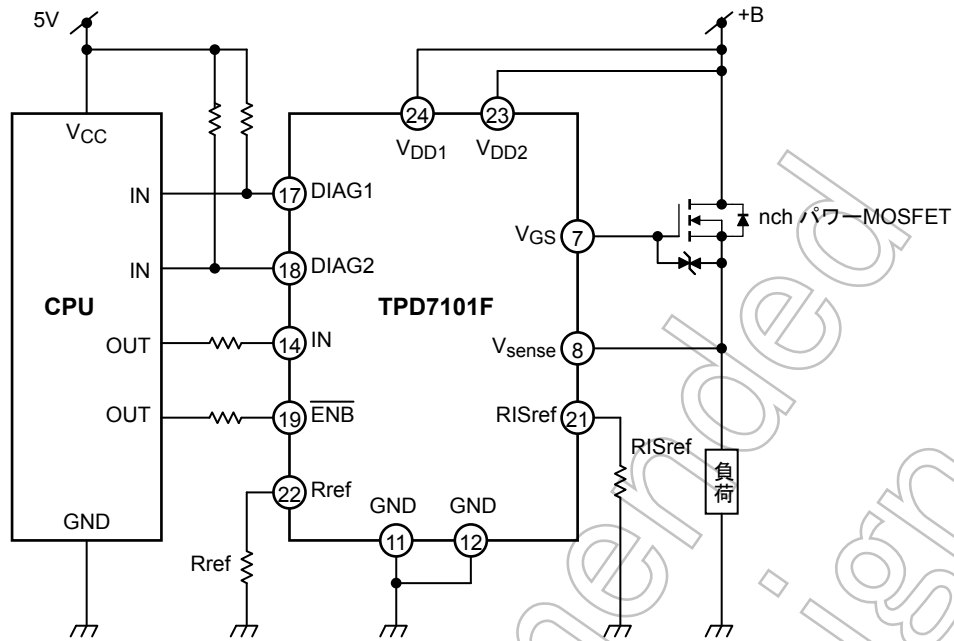 5V
+B
24
23
VCC
VDD1
VDD2
IN
17
DIAG1
nch パワーMOSFET
VGS
7
IN
18
DIAG2
CPU
TPD7101F
OUT
14
IN
Vsense
8
OUT
19
ENB
RISref
21
RISref
22
Rref
負荷
GND
GND
GND
11
12
Rref
mended
ign